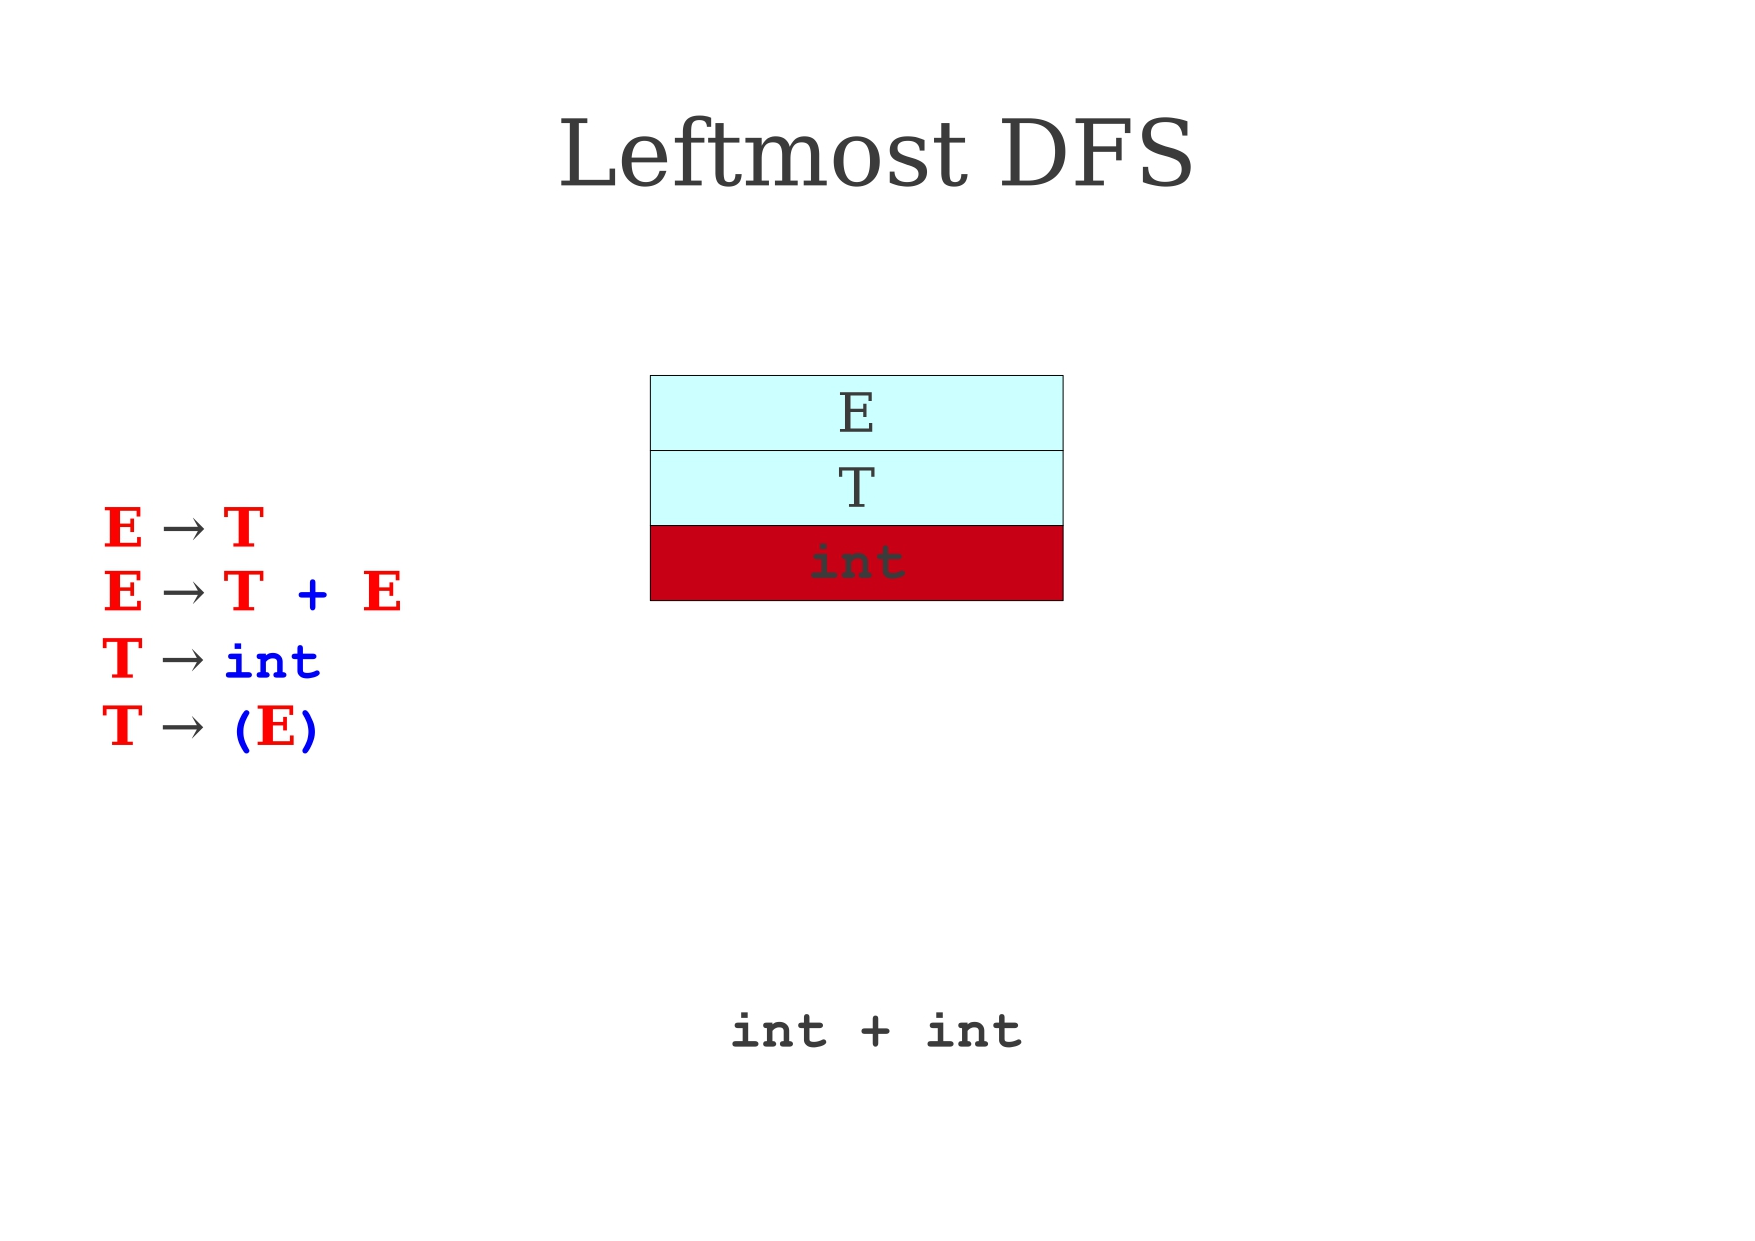 Leftmost DFS
E → T
E → T + E
T → int
T → (E)
E
T
int
int + int